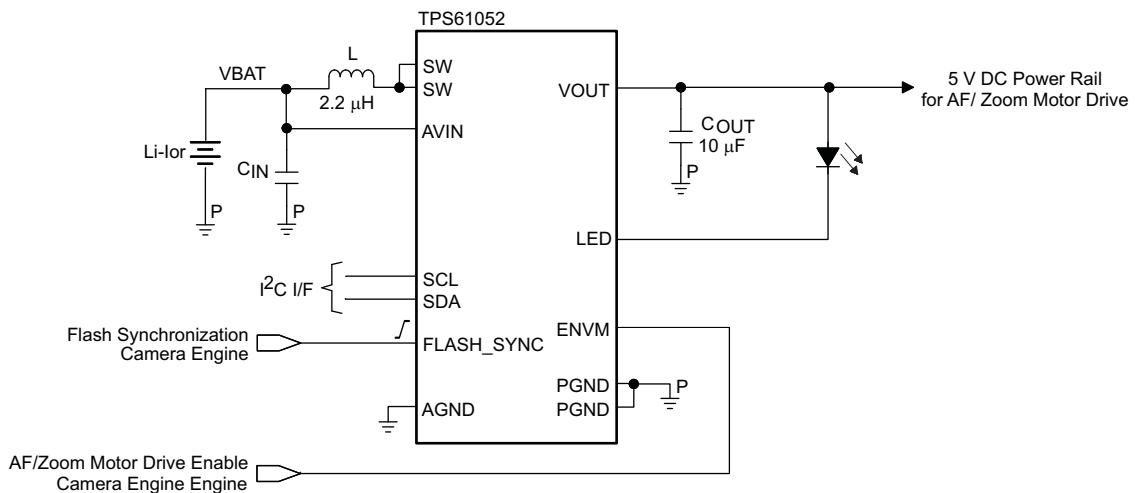 TPS61052
L
VBAT
SW
SW
2.2 μH
VOUT
5 V DC Power Rail
for AF/ Zoom Motor Drive
AVIN
COUT
10 μF
Li-Ior
CIN
P
P
P
LED
SCL
I2C I/F
SDA
ENVM
Flash Synchronization
Camera Engine
FLASH_SYNC
PGND
P
PGND
AGND
AF/Zoom Motor Drive Enable
Camera Engine Engine